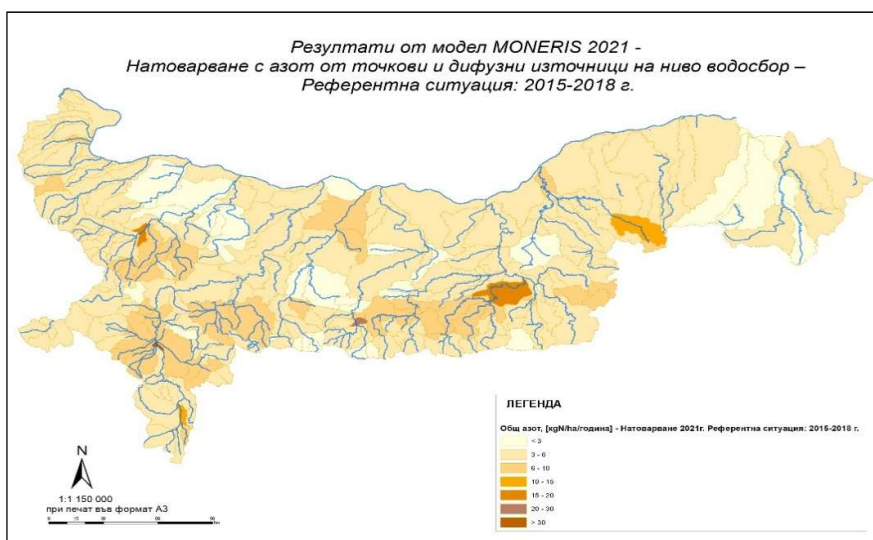 Резултати от модел MONERIS 2021 -
Натоварване с азот от точкови и дифузни източници на ниво водосбор –
Референтна ситуация: 2015-2018 г.
ЛЕГЕНДА
Общ азот, [кgN/ha/година] - Натоварване 2021г. Референтна ситуация: 2015-2018 г.
< 3
3 - 6
6 - 10
10 - 15
15 - 20
20 - 30
> 30
N
1:1 150 000
при печат във формат А3